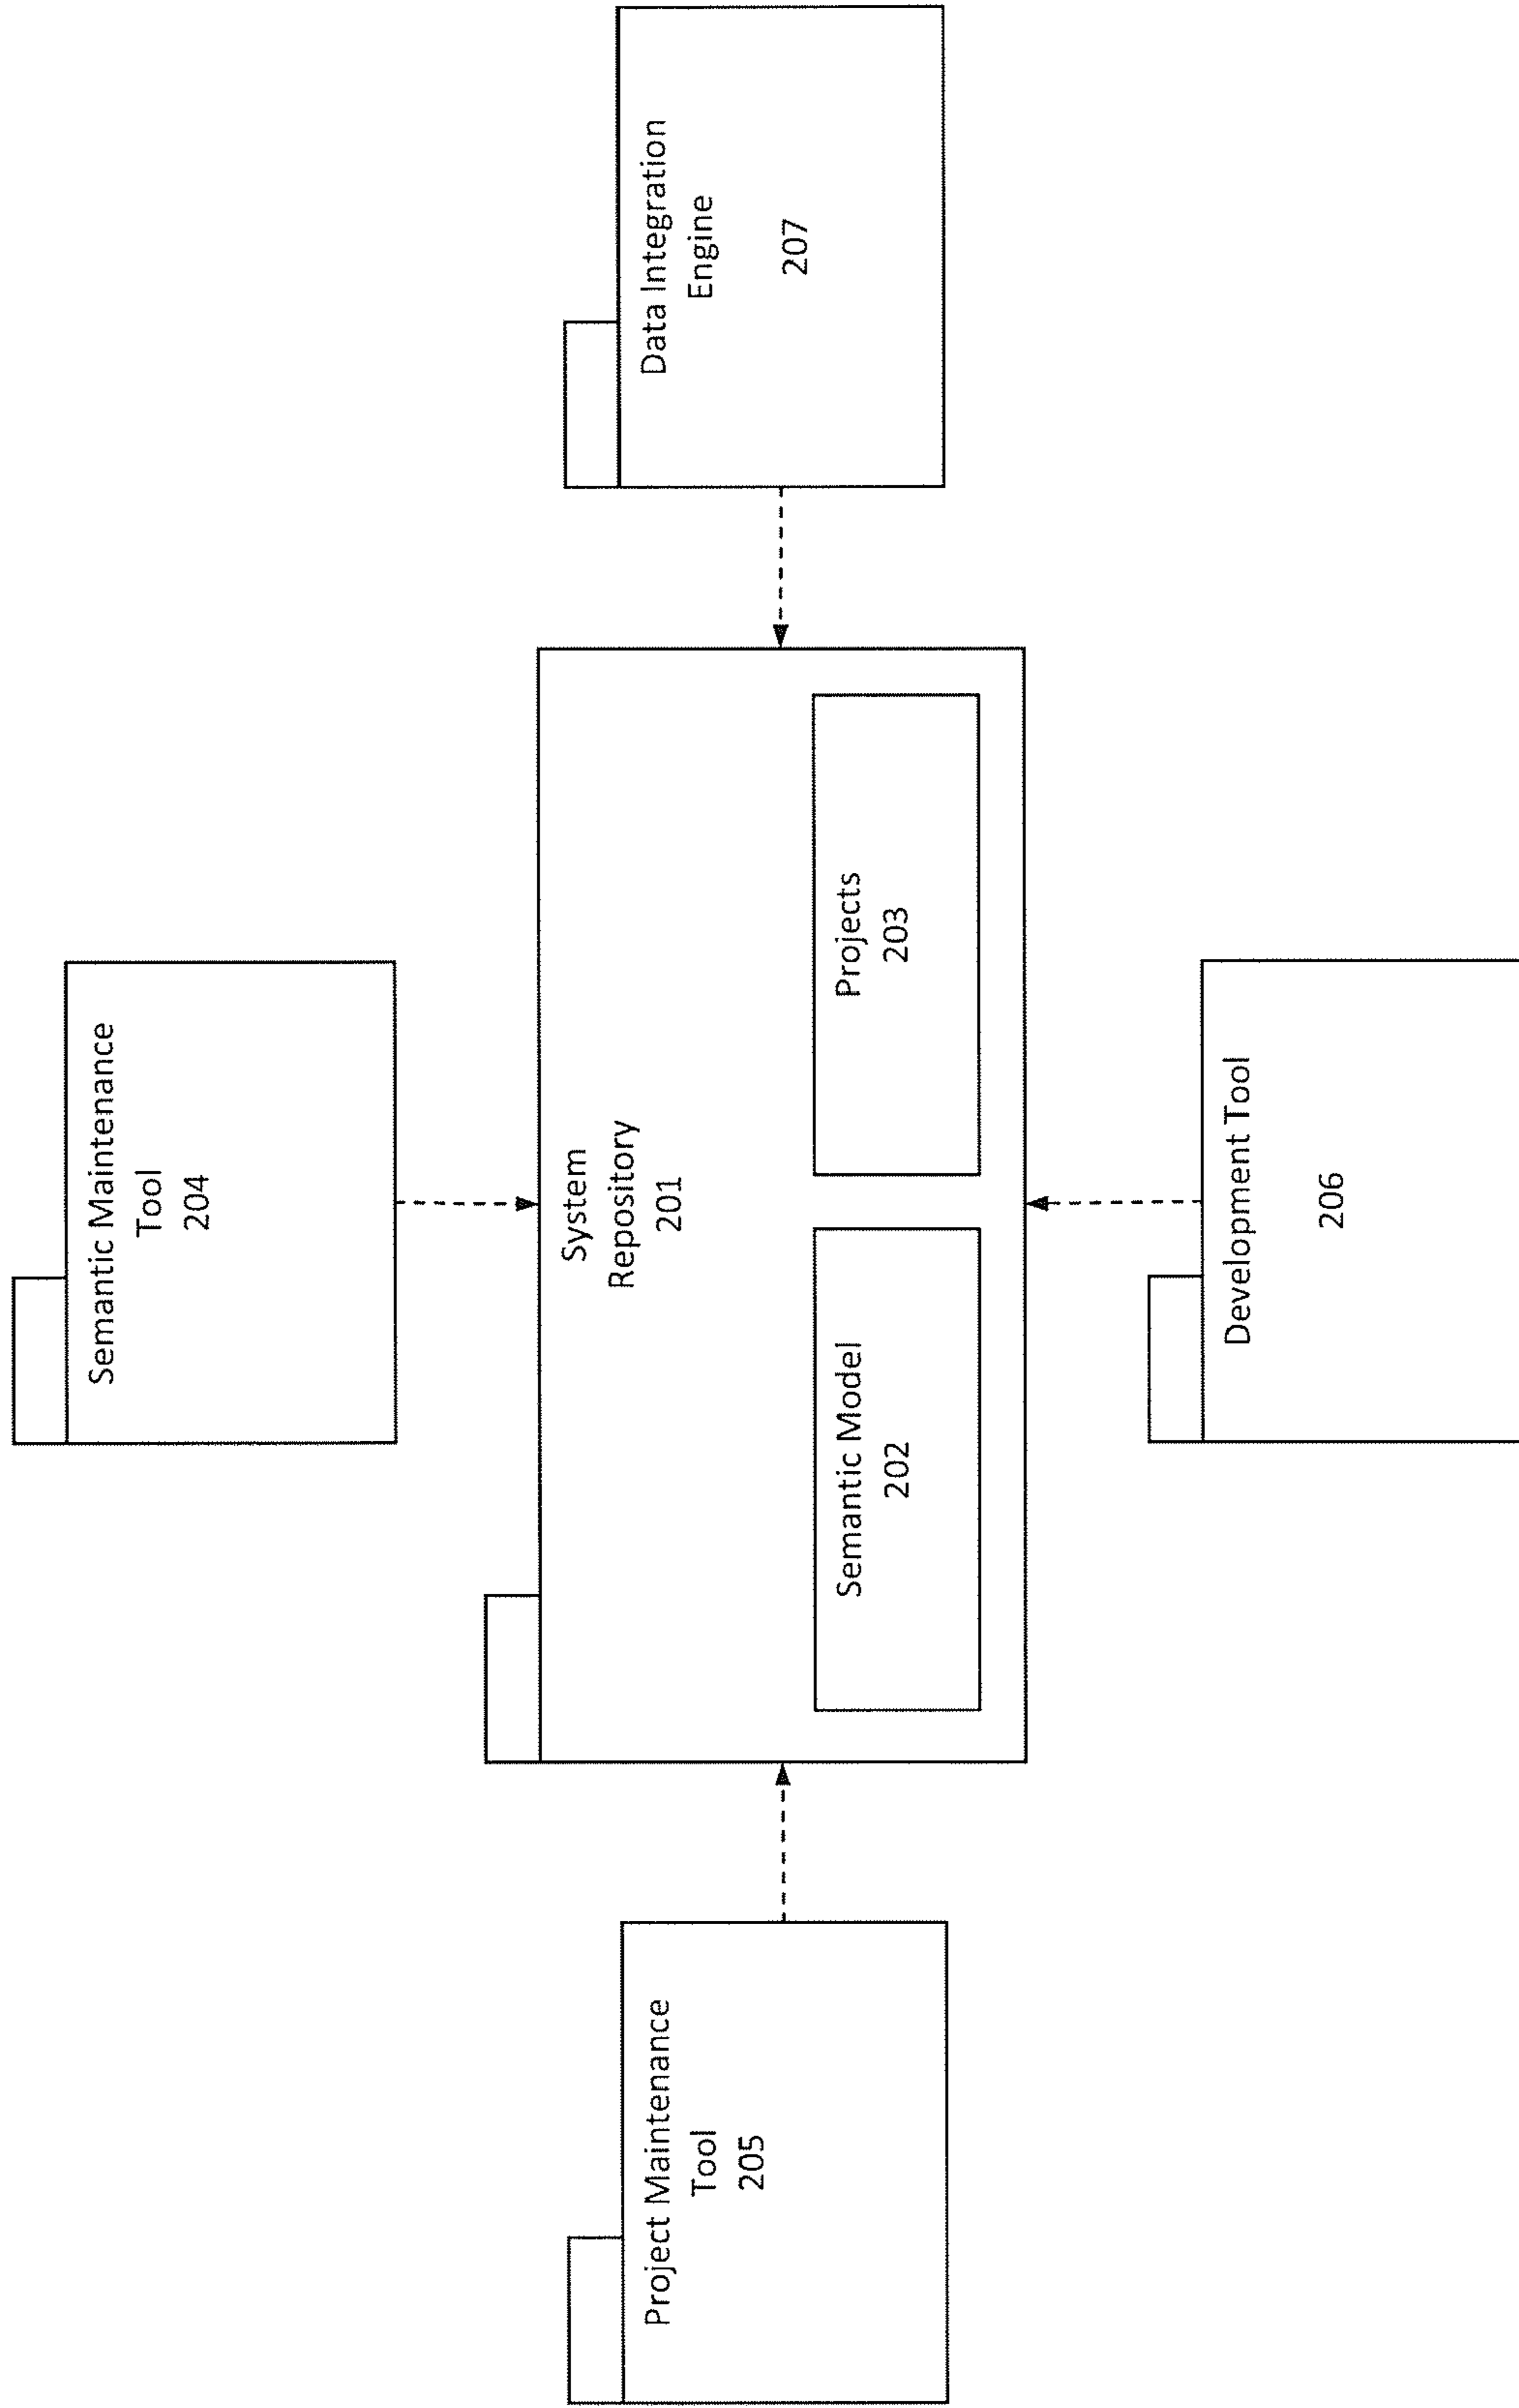 Semantic Maintenance
Tool
204
Project Maintenance
Tool
205
System
Repository
201
Semantic Model
202
Projects
203
Data Integration
Engine
207
Development Tool
206